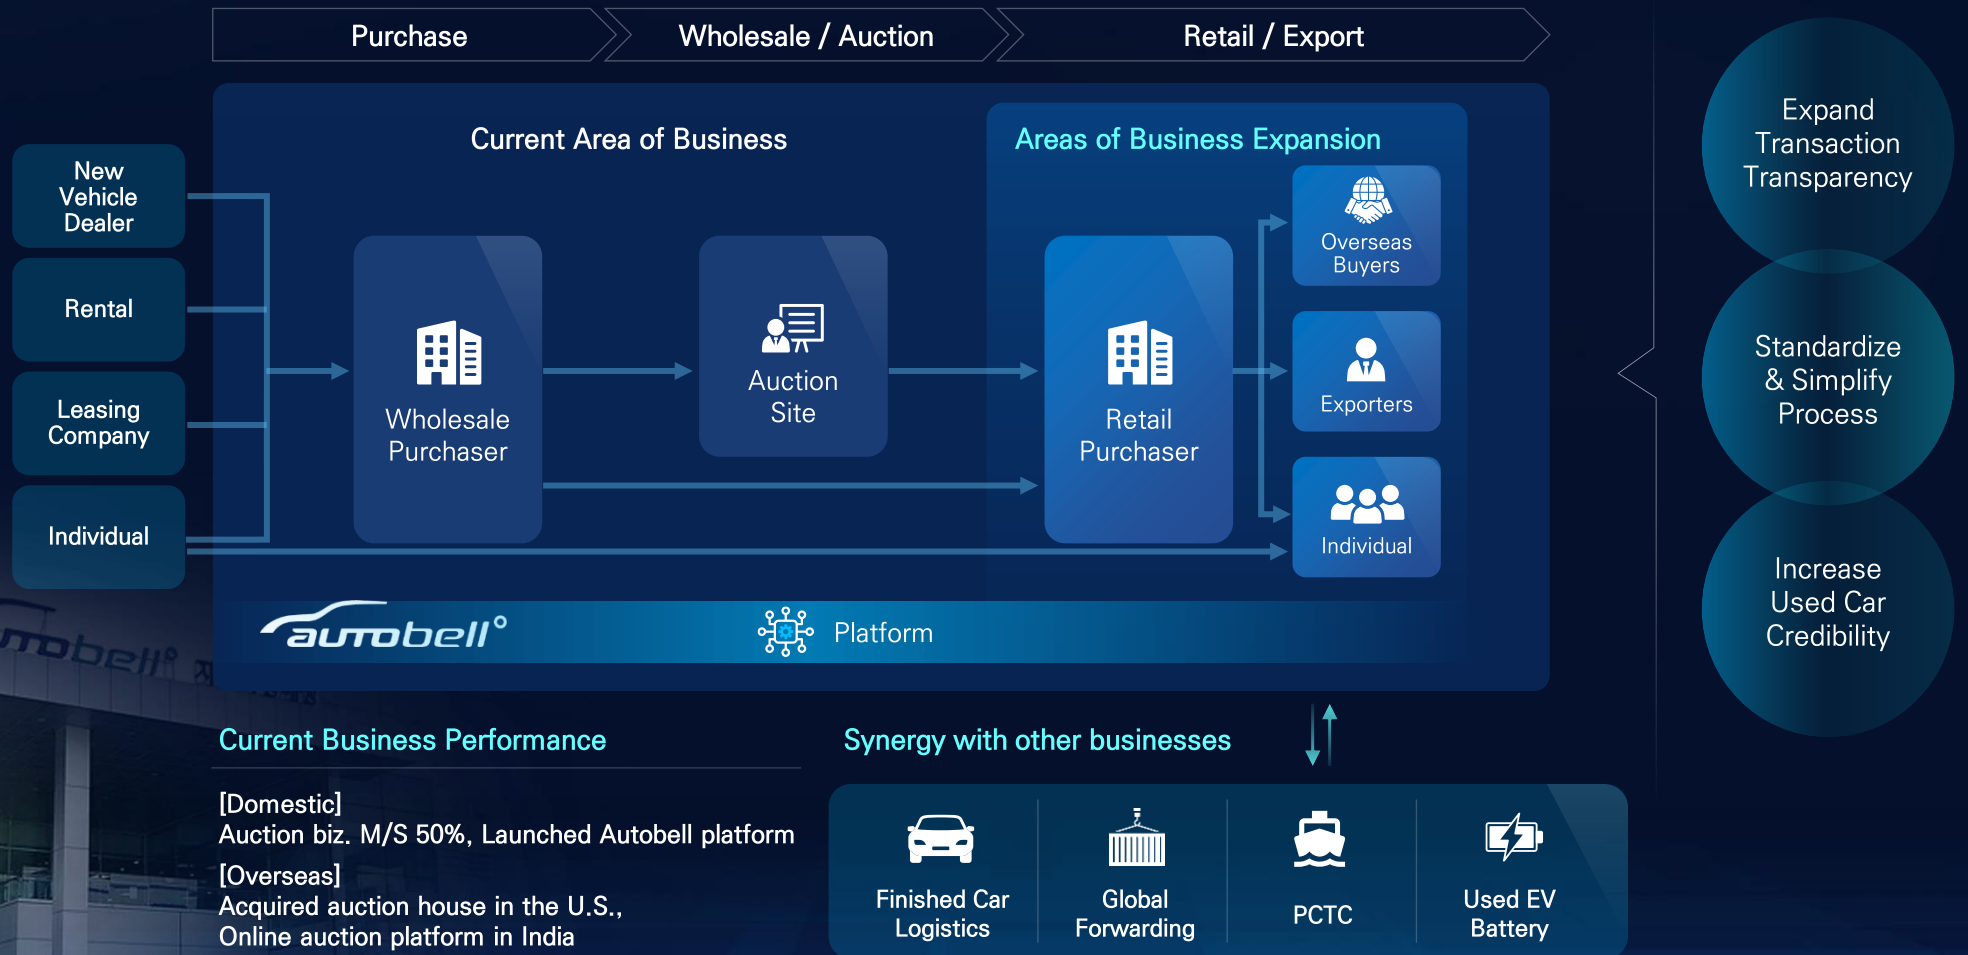 Purchase
Wholesale / Auction
Retail / Export
Current Area of Business
Areas of Business Expansion
New
Vehicle
Dealer
Rental
Leasing
Company
Individual
Wholesale
Purchaser
Auction
Site
Retail
Purchaser
Overseas
Buyers
Exporters
Individual
autobell
Platform
autobell
Expand
Transaction
Transparency
Standardize
& Simplify
Process
Increase
Used Car
Credibility
Current Business Performance
[Domestic]
Auction biz. M/S 50%, Launched Autobell platform
[Overseas]
Acquired auction house in the U.S.,
Online auction platform in India
Synergy with other businesses
Finished Car
Logistics
Global
Forwarding
PCTC
Used EV
Battery